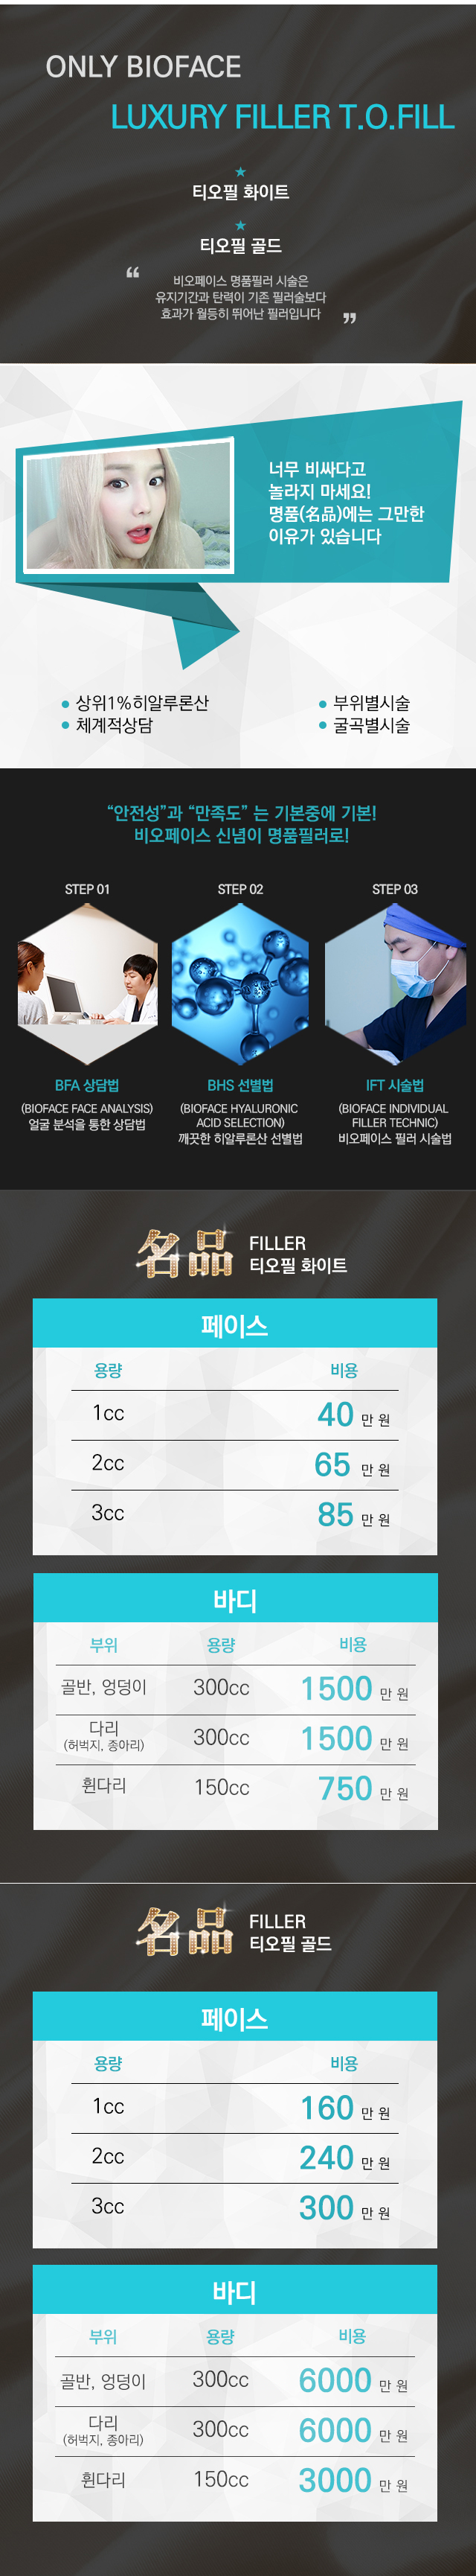 ONLY BIOFACE
LUXURY FILLER T.O.FILL
★
티오필 화이트
★
티오필 골드
“
비오페이스 명품필러 시술은
유지기간과 탄력이 기존 필러술보다
효과가 월등히 뛰어난 필러입니다
”
너무 비싸다고
놀라지 마세요!
명품(名品)에는 그만한
이유가 있습니다
● 상위1%히알루론산
● 체계적상담
● 부위별시술
● 굴곡별시술
“안전성”과 “만족도” 는 기본중에 기본!
비오페이스 신념이 명품필러로!
STEP 01
BFA 상담법
(BIOFACE FACE ANALYSIS)
얼굴 분석을 통한 상담법
STEP 02
BHS 선별법
(BIOFACE HYALURONIC
ACID SELECTION)
깨끗한 히알루론산 선별법
STEP 03
IFT 시술법
(BIOFACE INDIVIDUAL
FILLER TECHNIC)
비오페이스 필러 시술법
名品 FILLER
티오필 화이트
페이스
용량 비용
1cc 40 만 원
2cc 65 만 원
3cc 85 만 원
바디
부위 용량 비용
골반, 엉덩이 300cc 1500 만 원
다리
(허벅지, 종아리) 300cc 1500 만 원
휜다리 150cc 750 만 원
名品 FILLER
티오필 골드
페이스
용량 비용
1cc 160 만 원
2cc 240 만 원
3cc 300 만 원
바디
부위 용량 비용
골반, 엉덩이 300cc 6000 만 원
다리
(허벅지, 종아리) 300cc 6000 만 원
휜다리 150cc 3000 만 원